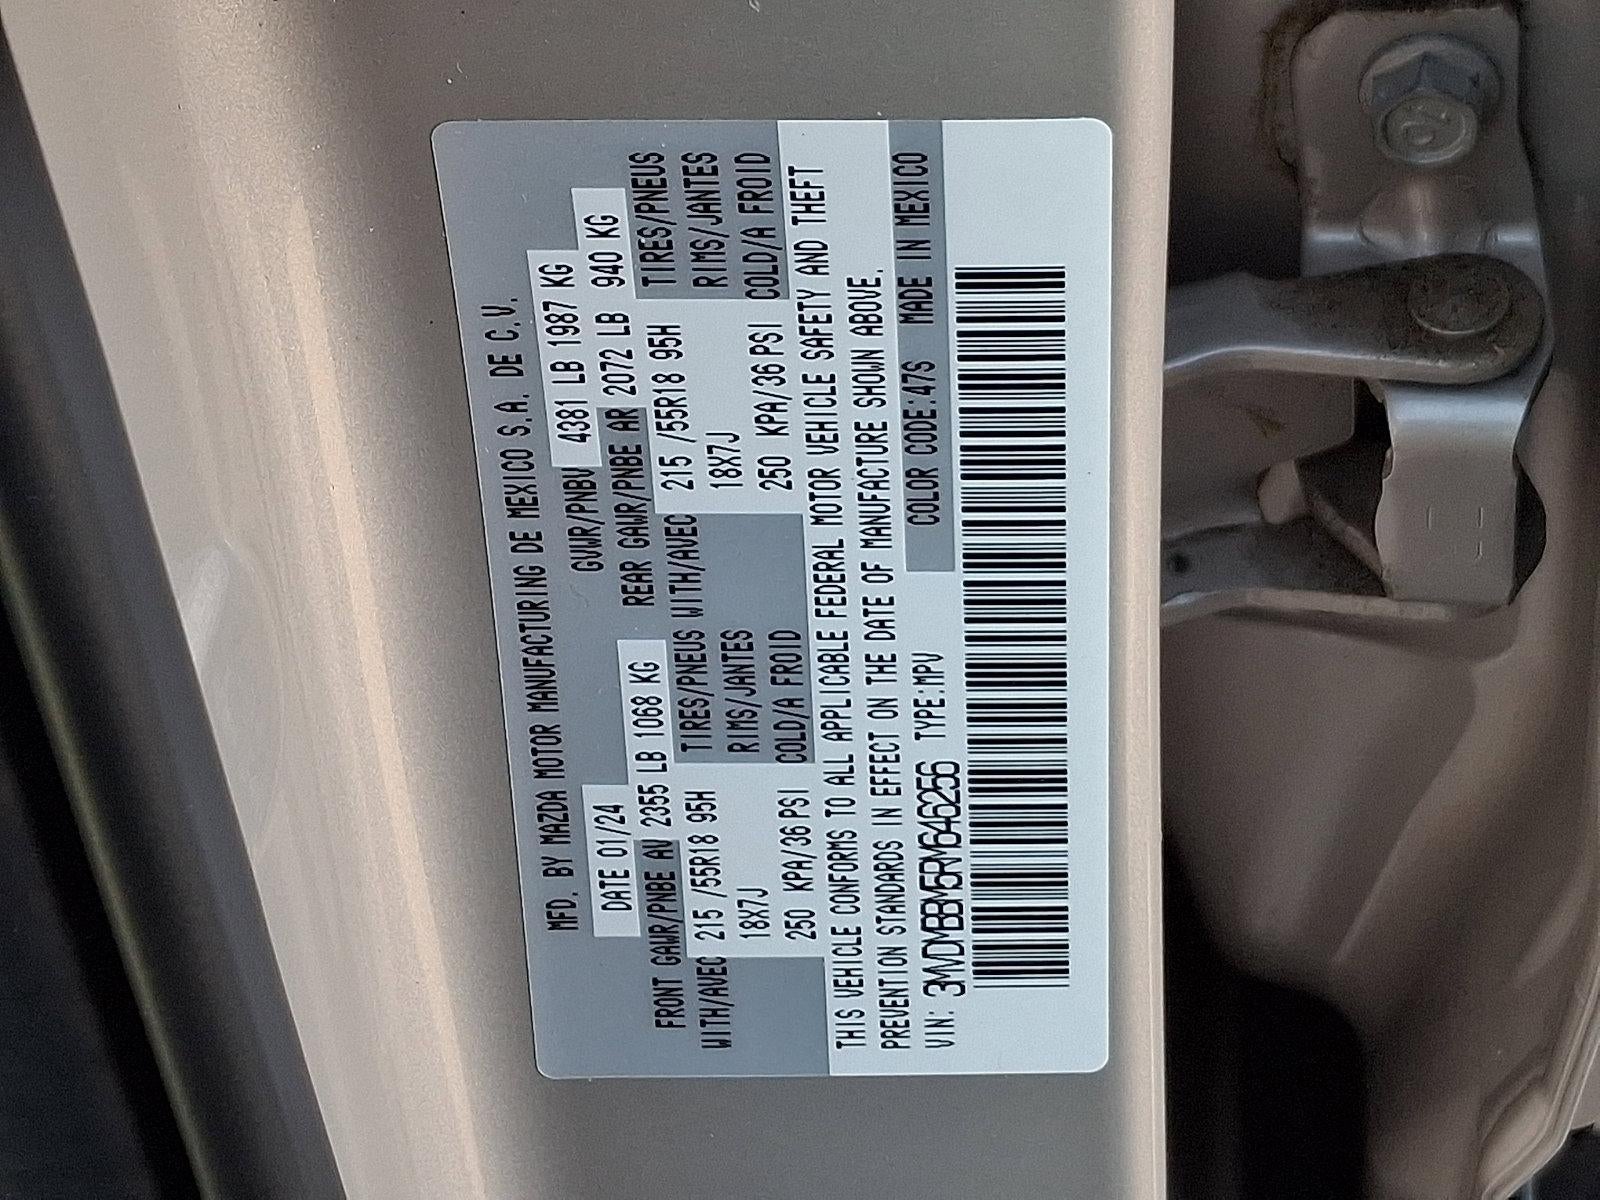 MFD. BY MAZDA MOTOR MANUFACTURING DE MEXICO S.A. DE C.V.
DATE 01/24 GVWR/PNBV 4381 LB 1987 KG
FRONT GAWR/PNBE AV 2355 LB 1068 KG REAR GAWR/PNBE AR 2072 LB 940 KG
WITH/AVEC 215 /55R18 95H TIRES/PNEUS WITH/AVEC 215 /55R18 95H TIRES/PNEUS
18X7J RIMS/JANTES 18X7J RIMS/JANTES
250 KPA/36 PSI COLD/A FROID 250 KPA/36 PSI COLD/A FROID
THIS VEHICLE CONFORMS TO ALL APPLICABLE FEDERAL MOTOR VEHICLE SAFETY AND THEFT
PREVENTION STANDARDS IN EFFECT ON THE DATE OF MANUFACTURE SHOWN ABOVE.
VIN: 3MVDMBBM5RM646256 TYPE:MPV COLOR CODE:47S MADE IN MEXICO